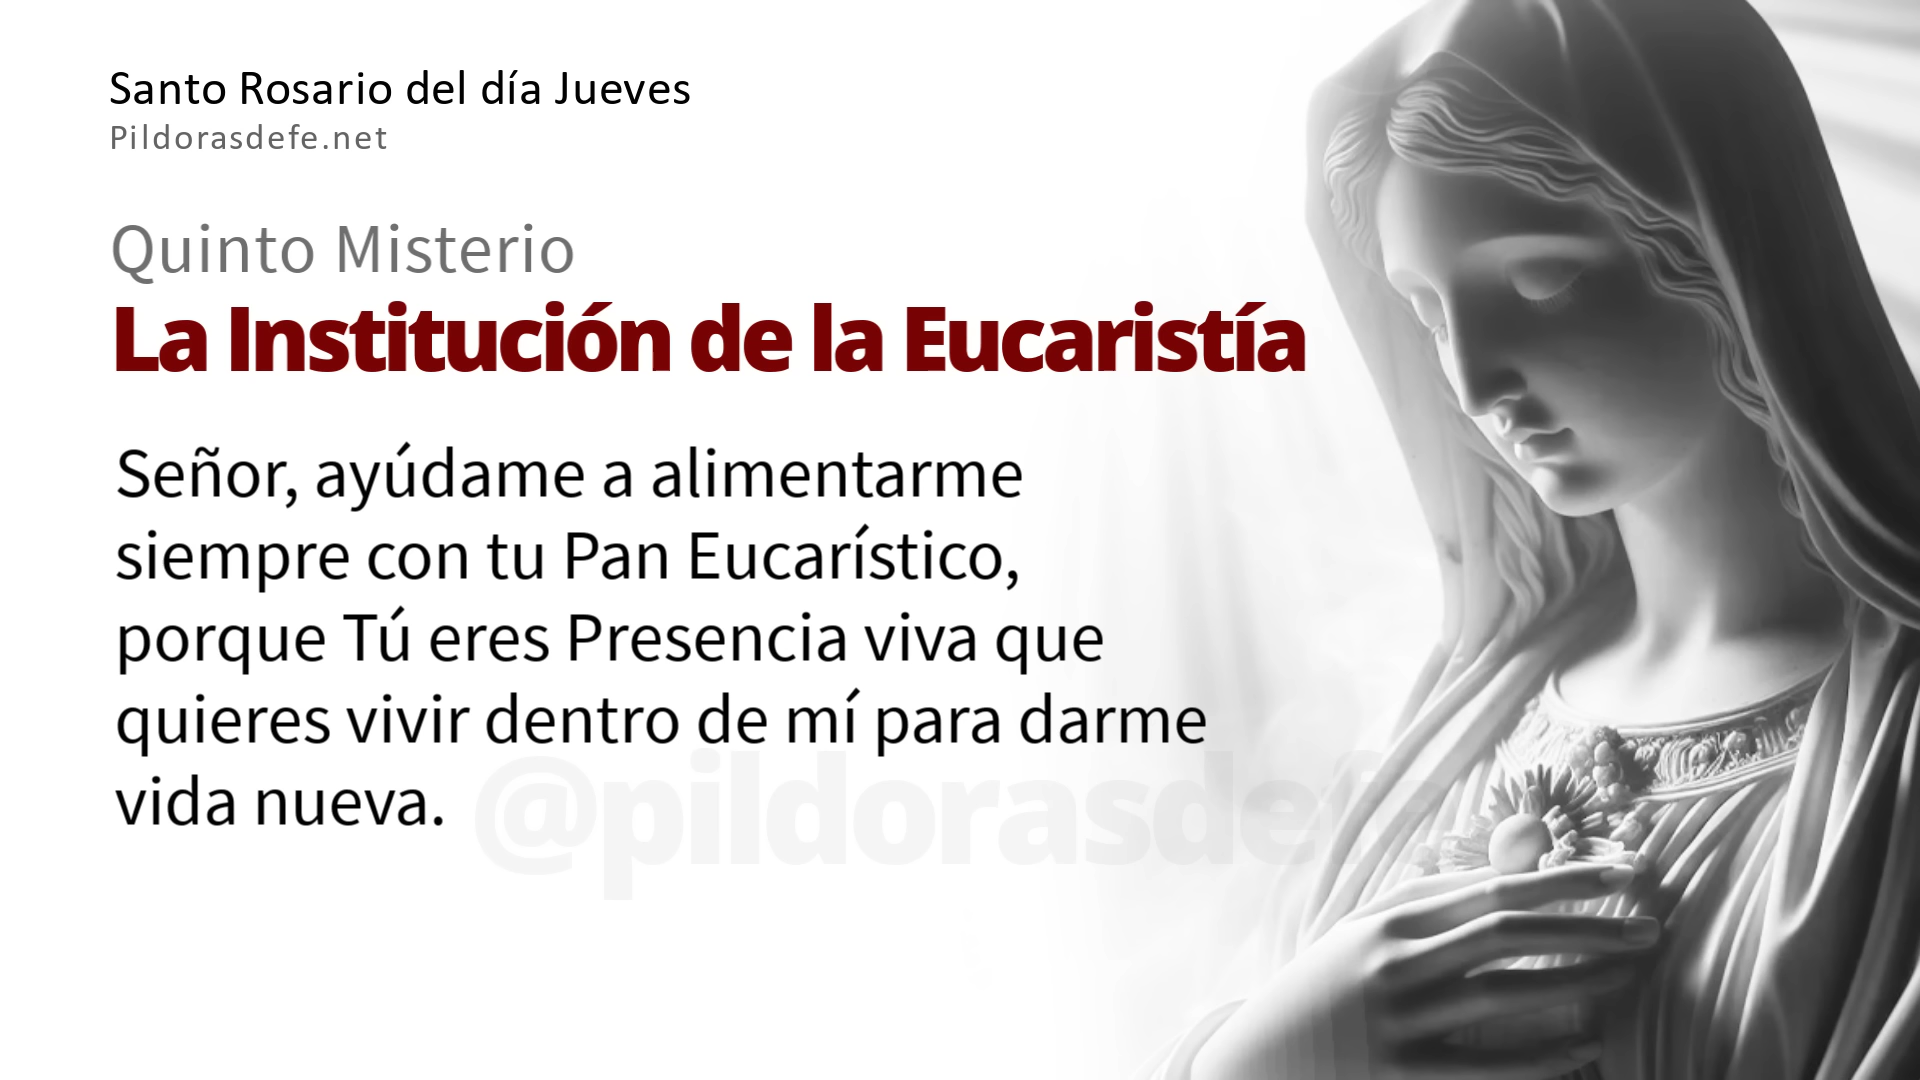 Santo Rosario del día Jueves
Pildorasdefe.net
Quinto Misterio
La Institución de la Eucaristía
Señor, ayúdame a alimentarme
siempre con tu Pan Eucarístico,
porque Tú eres Presencia viva que
quieres vivir dentro de mí para darme
vida nueva.
@pildorasdefe